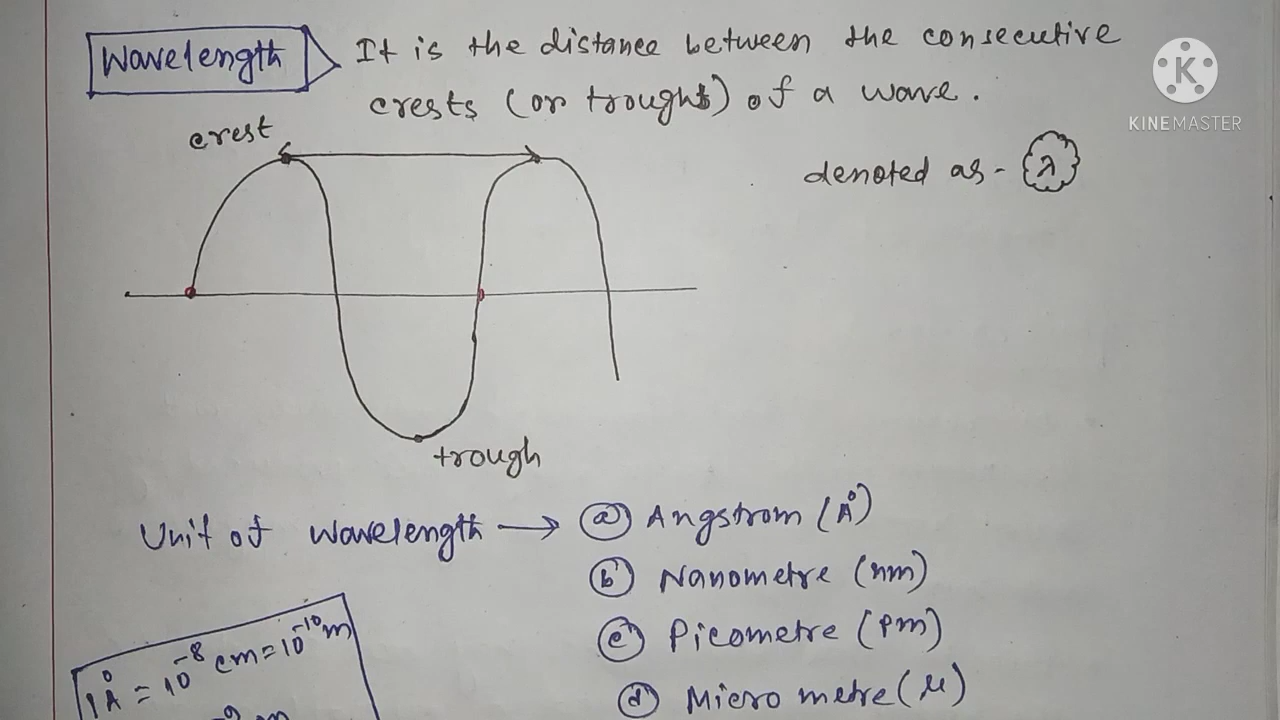 Wavelength It is the distance between the consecutive
crests (or troughs) of a wave.
K
KINEMASTER
crest
denoted as - λ
trough
Unit of wavelength → (a) Angstrom (Å)
(b) Nanometre (nm)
(c) Picometre (pm)
(d) Micro metre (μ)
1 Å = 10⁻⁸ cm = 10⁻¹⁰ m